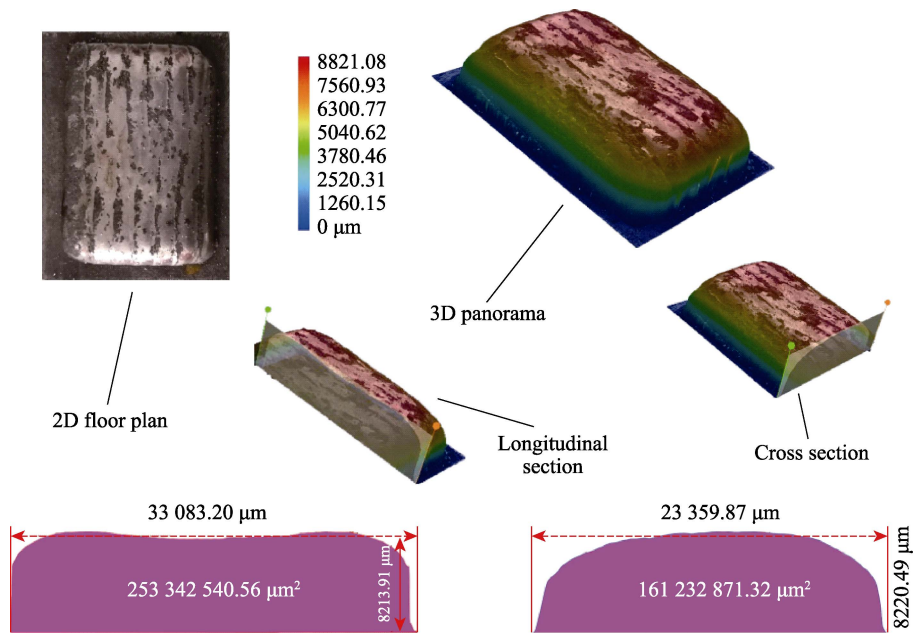 8821.08
7560.93
6300.77
5040.62
3780.46
2520.31
1260.15
0 μm
3D panorama
2D floor plan
Longitudinal
section
Cross section
33 083.20 μm
23 359.87 μm
253 342 540.56 μm²
8213.91 μm
161 232 871.32 μm²
8220.49 μm